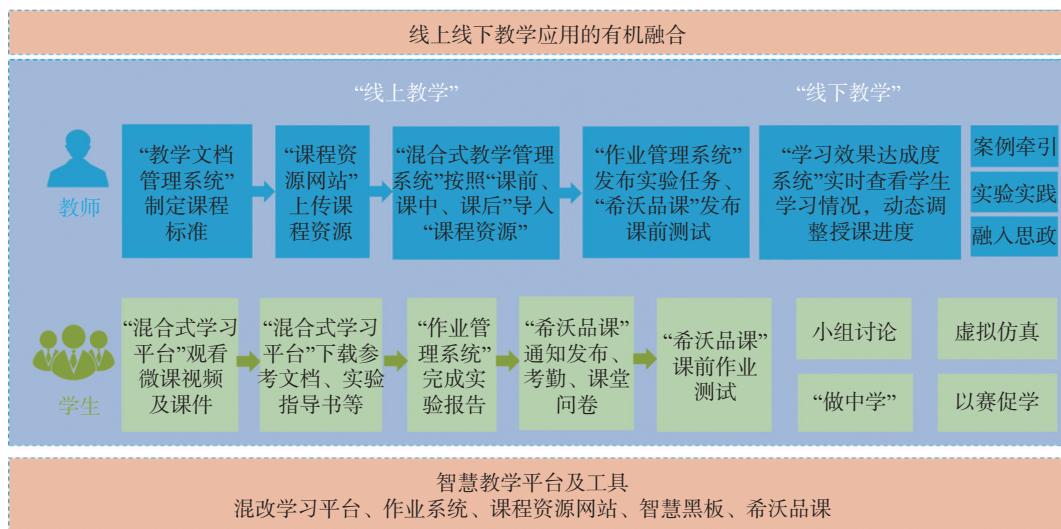 线上线下教学应用的有机融合
“线上教学”
“线下教学”
教师
“教学文档
管理系统”
制定课程
标准
“课程资
源网站”
上传课
程资源
“混合式教学管理
系统”按照“课前、
课中、课后”导入
“课程资源”
“作业管理系统”
发布实验任务、
“希沃品课”发布
课前测试
“学习效果达成度
系统”实时查看学生
学习情况，动态调
整授课进度
案例牵引
实验实践
融入思政
学生
“混合式学习
平台”观看
微课视频
及课件
“混合式学习
平台”下载参
考文档、实验
指导书等
“作业管
理系统”
完成实
验报告
“希沃品课”
通知发布、
考勤、课堂
问卷
“希沃品课”
课前作业
测试
小组讨论
虚拟仿真
“做中学”
以赛促学
智慧教学平台及工具
混改学习平台、作业系统、课程资源网站、智慧黑板、希沃品课